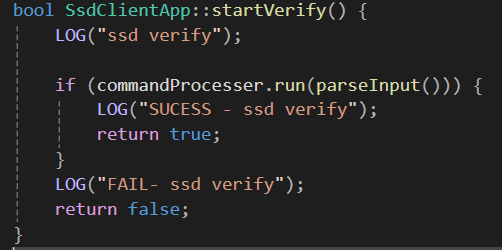 bool SsdClientApp::startVerify() {
LOG("ssd verify");
if (commandProcesser.run(parseInput())) {
LOG("SUCESS - ssd verify");
return true;
}
LOG("FAIL- ssd verify");
return false;
}